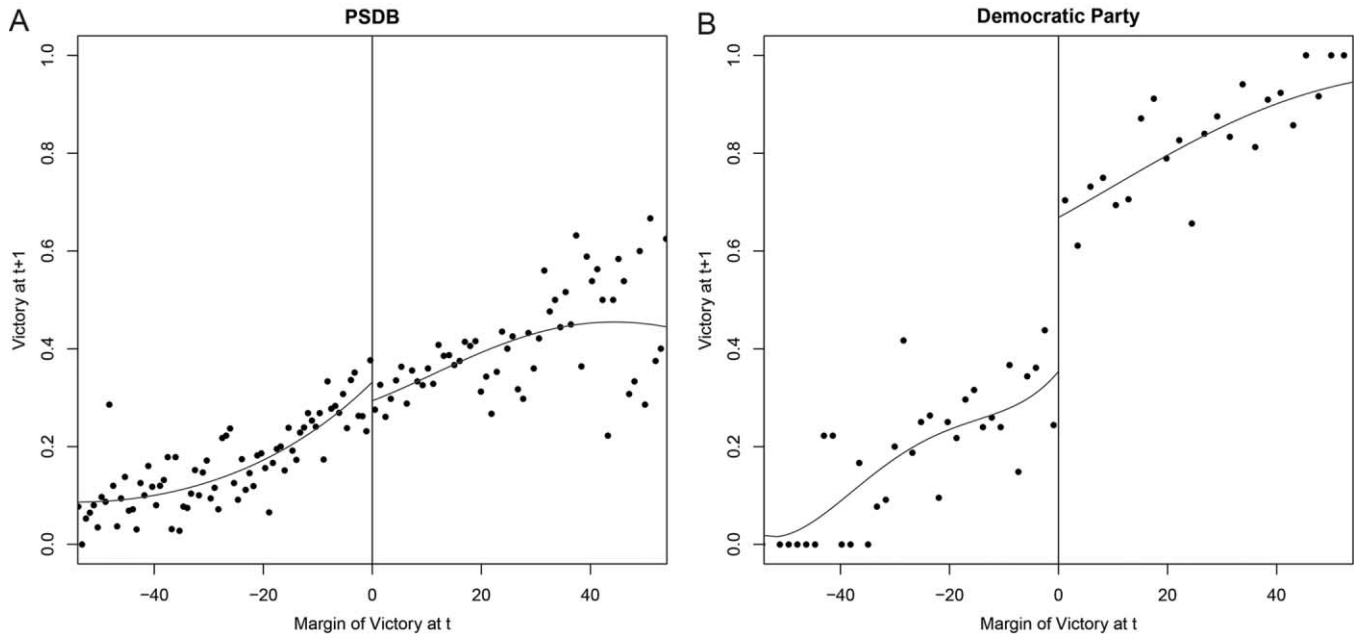 A
PSDB
Victory at t+1
1.0
0.8
0.6
0.4
0.2
0.0
−40 −20 0 20 40
Margin of Victory at t
B
Democratic Party
Victory at t+1
1.0
0.8
0.6
0.4
0.2
0.0
−40 −20 0 20 40
Margin of Victory at t